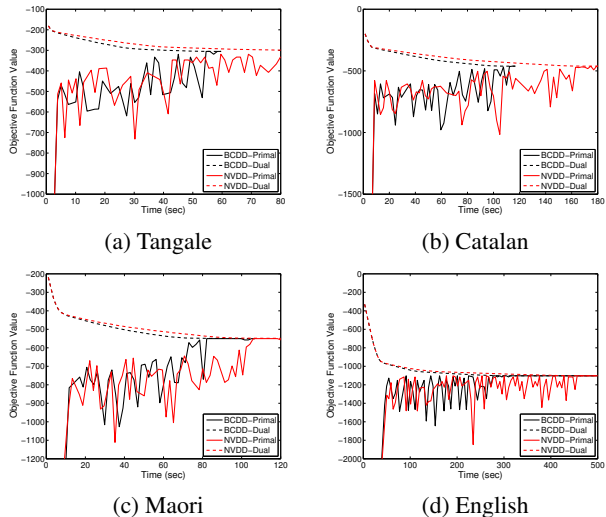 -100
-200
-300
-400
-500
-600
-700
-800
-900
-1000
Objective Function Value
BCDD-Primal
BCDD-Dual
NVDD-Primal
NVDD-Dual
0 10 20 30 40 50 60 70 80
Time (sec)
(a) Tangale
0
-500
-1000
-1500
Objective Function Value
BCDD-Primal
BCDD-Dual
NVDD-Primal
NVDD-Dual
0 20 40 60 80 100 120 140 160 180
Time (sec)
(b) Catalan
-200
-300
-400
-500
-600
-700
-800
-900
-1000
-1100
-1200
Objective Function Value
BCDD-Primal
BCDD-Dual
NVDD-Primal
NVDD-Dual
0 20 40 60 80 100 120
Time (sec)
(c) Maori
0
-200
-400
-600
-800
-1000
-1200
-1400
-1600
-1800
-2000
Objective Function Value
BCDD-Primal
BCDD-Dual
NVDD-Primal
NVDD-Dual
0 100 200 300 400 500
Time (sec)
(d) English